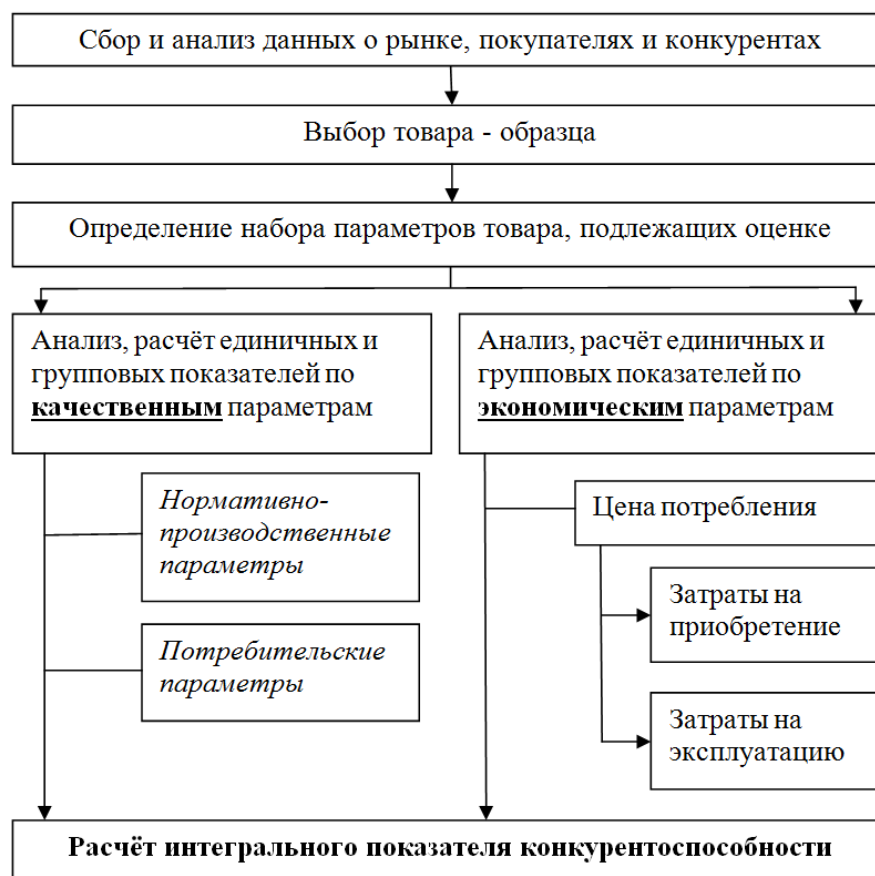 Сбор и анализ данных о рынке, покупателях и конкурентах
Выбор товара - образца
Определение набора параметров товара, подлежащих оценке
Анализ, расчёт единичных и
групповых показателей по
качественным параметрам
Анализ, расчёт единичных и
групповых показателей по
экономическим параметрам
Нормативно-
производственные
параметры
Потребительские
параметры
Цена потребления
Затраты на
приобретение
Затраты на
эксплуатацию
Расчёт интегрального показателя конкурентоспособности